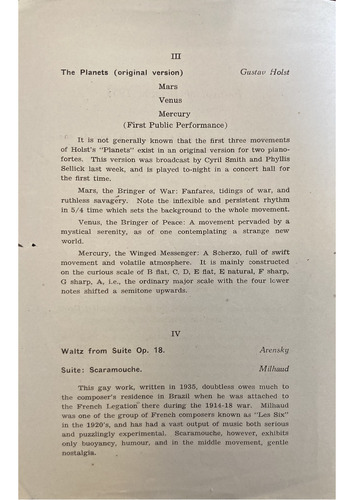 III
The Planets (original version) Gustav Holst
Mars
Venus
Mercury
(First Public Performance)
It is not generally known that the first three movements
of Holst's "Planets" exist in an original version for two piano-
fortes. This version was broadcast by Cyril Smith and Phyllis
Sellick last week, and is played to-night in a concert hall for
the first time.
Mars, the Bringer of War: Fanfares, tidings of war, and
ruthless savagery. Note the inflexible and persistent rhythm
in 5/4 time which sets the background to the whole movement.
Venus, the Bringer of Peace: A movement pervaded by a
mystical serenity, as of one contemplating a strange new
world.
Mercury, the Winged Messenger: A Scherzo, full of swift
movement and volatile atmosphere. It is mainly constructed
on the curious scale of B flat, C, D, E flat, E natural, F sharp,
G sharp, A, i.e., the ordinary major scale with the four lower
notes shifted a semitone upwards.
IV
Waltz from Suite Op. 18. Arensky
Suite: Scaramouche. Milhaud
This gay work, written in 1935, doubtless owes much to
the composer's residence in Brazil when he was attached to
the French Legation there during the 1914-18 war. Milhaud
was one of the group of French composers known as "Les Six"
in the 1920's, and has had a vast output of music both serious
and puzzlingly experimental. Scaramouche, however, exhibits
only buoyancy, humour, and in the middle movement, gentle
nostalgia.